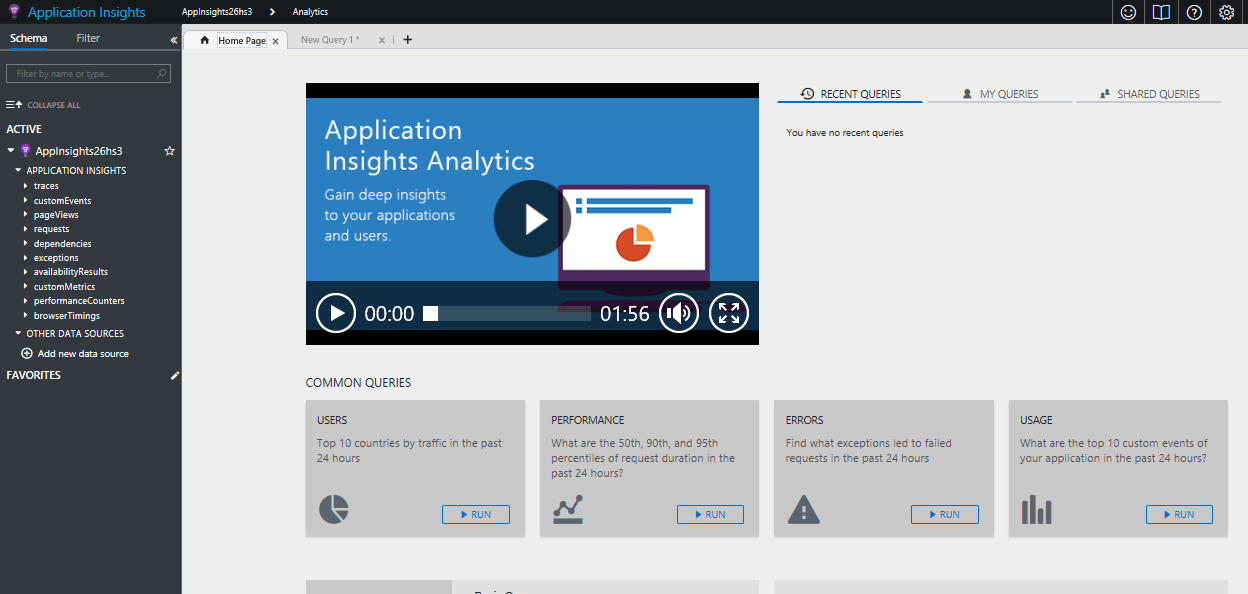 Application Insights
AppInsights26hs3
Analytics
Schema
Filter
Home Page
New Query 1 *
Filter by name or type...
COLLAPSE ALL
ACTIVE
AppInsights26hs3
APPLICATION INSIGHTS
traces
customEvents
pageViews
requests
dependencies
exceptions
availabilityResults
customMetrics
performanceCounters
browserTimings
OTHER DATA SOURCES
Add new data source
FAVORITES
Application
Insights Analytics
Gain deep insights
to your applications
and users.
00:00
01:56
RECENT QUERIES
MY QUERIES
SHARED QUERIES
You have no recent queries
COMMON QUERIES
USERS
Top 10 countries by traffic in the past
24 hours
RUN
PERFORMANCE
What are the 50th, 90th, and 95th
percentiles of request duration in the
past 24 hours?
RUN
ERRORS
Find what exceptions led to failed
requests in the past 24 hours
RUN
USAGE
What are the top 10 custom events of
your application in the past 24 hours?
RUN